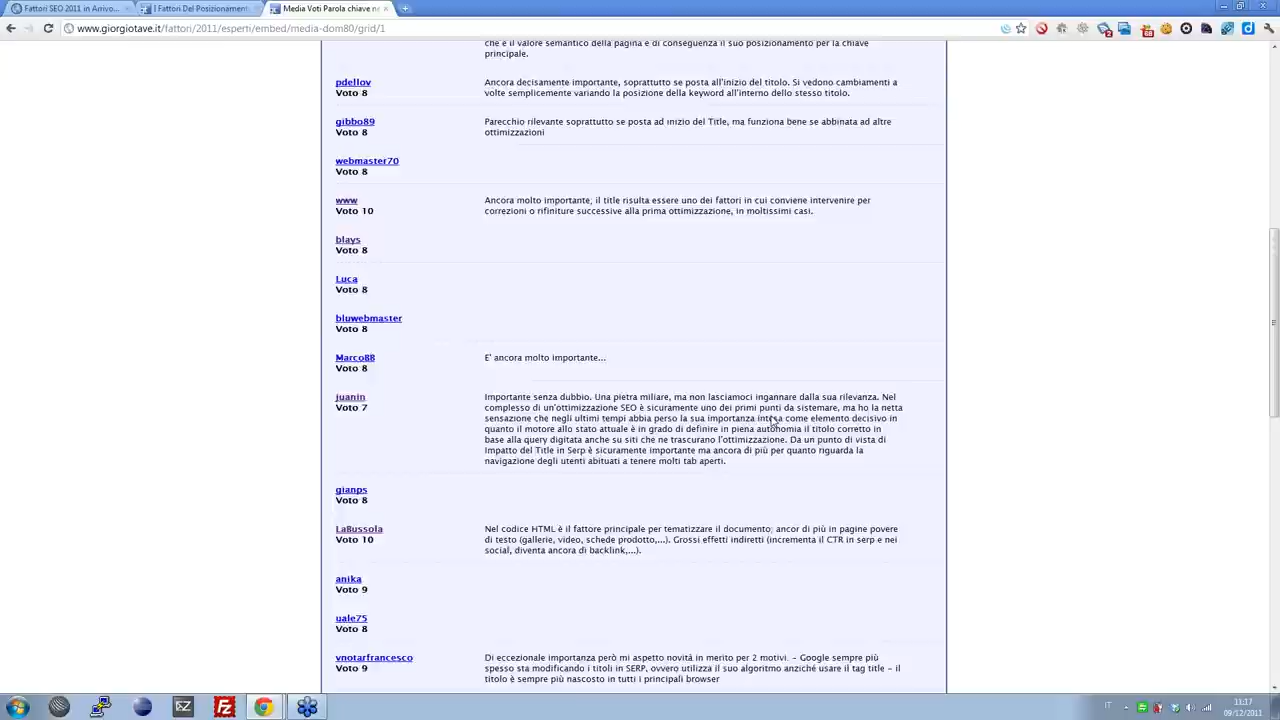 Fattori SEO 2011 in Arrivo...
I Fattori Del Posizionament
Media Voti Parola chiave ne
www.giorgiotave.it/fattori/2011/esperti/embed/media-dom80/grid/1
che è il valore semantico della pagina e di conseguenza il suo posizionamento per la chiave
principale.
pdellov
Voto 8
Ancora decisamente importante, soprattutto se posta all'inizio del titolo. Si vedono cambiamenti a
volte semplicemente variando la posizione della keyword all'interno dello stesso titolo.
gibbo89
Voto 8
Parecchio rilevante soprattutto se posta ad inizio del Title, ma funziona bene se abbinata ad altre
ottimizzazioni
webmaster70
Voto 8
www
Voto 10
Ancora molto importante; il title risulta essere uno dei fattori in cui conviene intervenire per
correzioni o rifiniture successive alla prima ottimizzazione, in moltissimi casi.
blays
Voto 8
Luca
Voto 8
bluwebmaster
Voto 8
Marco88
Voto 8
E' ancora molto importante...
juanin
Voto 7
Importante senza dubbio. Una pietra miliare, ma non lasciamoci ingannare dalla sua rilevanza. Nel
complesso di un'ottimizzazione SEO è sicuramente uno dei primi punti da sistemare, ma ho la netta
sensazione che negli ultimi tempi abbia perso la sua importanza intesa come elemento decisivo in
quanto il motore allo stato attuale è in grado di definire in piena autonomia il titolo corretto in
base alla query digitata anche su siti che ne trascurano l'ottimizzazione. Da un punto di vista di
Impatto del Title in Serp è sicuramente importante ma ancora di più per quanto riguarda la
navigazione degli utenti abituati a tenere molti tab aperti.
gianps
Voto 8
LaBussola
Voto 10
Nel codice HTML è il fattore principale per tematizzare il documento; ancor di più in pagine povere
di testo (gallerie, video, schede prodotto,...). Grossi effetti indiretti (incrementa il CTR in serp e nei
social, diventa ancora di backlink,...).
anika
Voto 9
uale75
Voto 8
vnotarfrancesco
Voto 9
Di eccezionale importanza però mi aspetto novità in merito per 2 motivi. - Google sempre più
spesso sta modificando i titoli in SERP, ovvero utilizza il suo algoritmo anziché usare il tag title - il
titolo è sempre più nascosto in tutti i principali browser
IT
11:17
09/12/2011